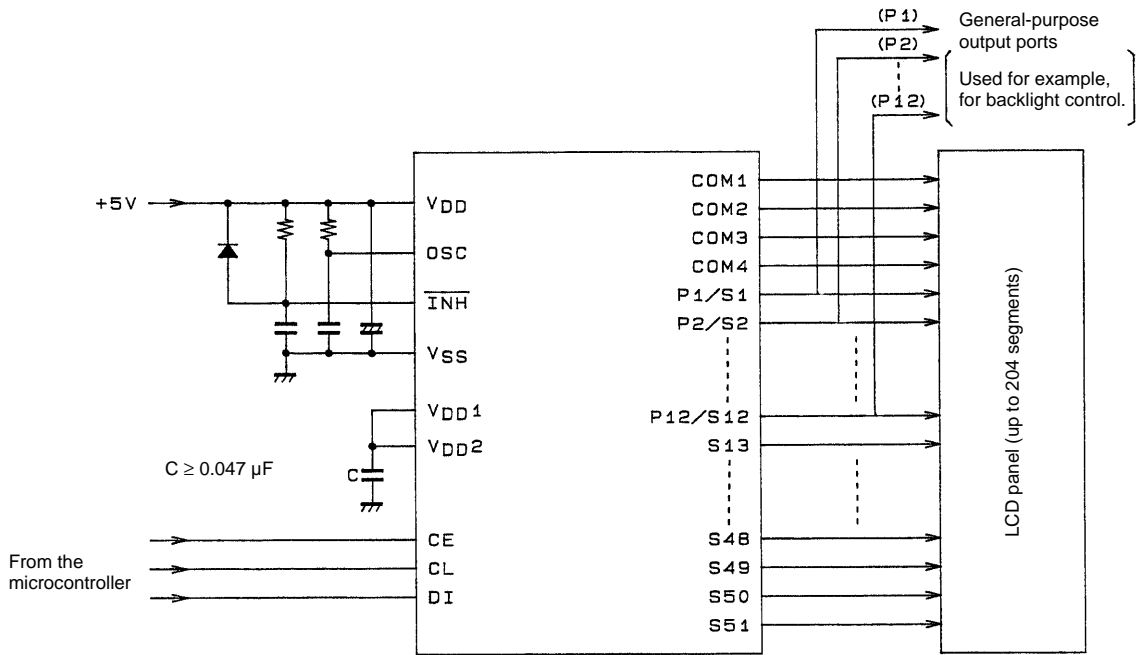 (P1)
General-purpose
output ports
(P2)
Used for example,
for backlight control.
(P12)
COM1
+5V
VDD
COM2
COM3
OSC
COM4
INH
P1/S1
P2/S2
VSS
VDD1
P12/S12
VDD2
S13
C ≥ 0.047 µF
C
LCD panel (up to 204 segments)
CE
S48
From the
microcontroller
CL
S49
DI
S50
S51